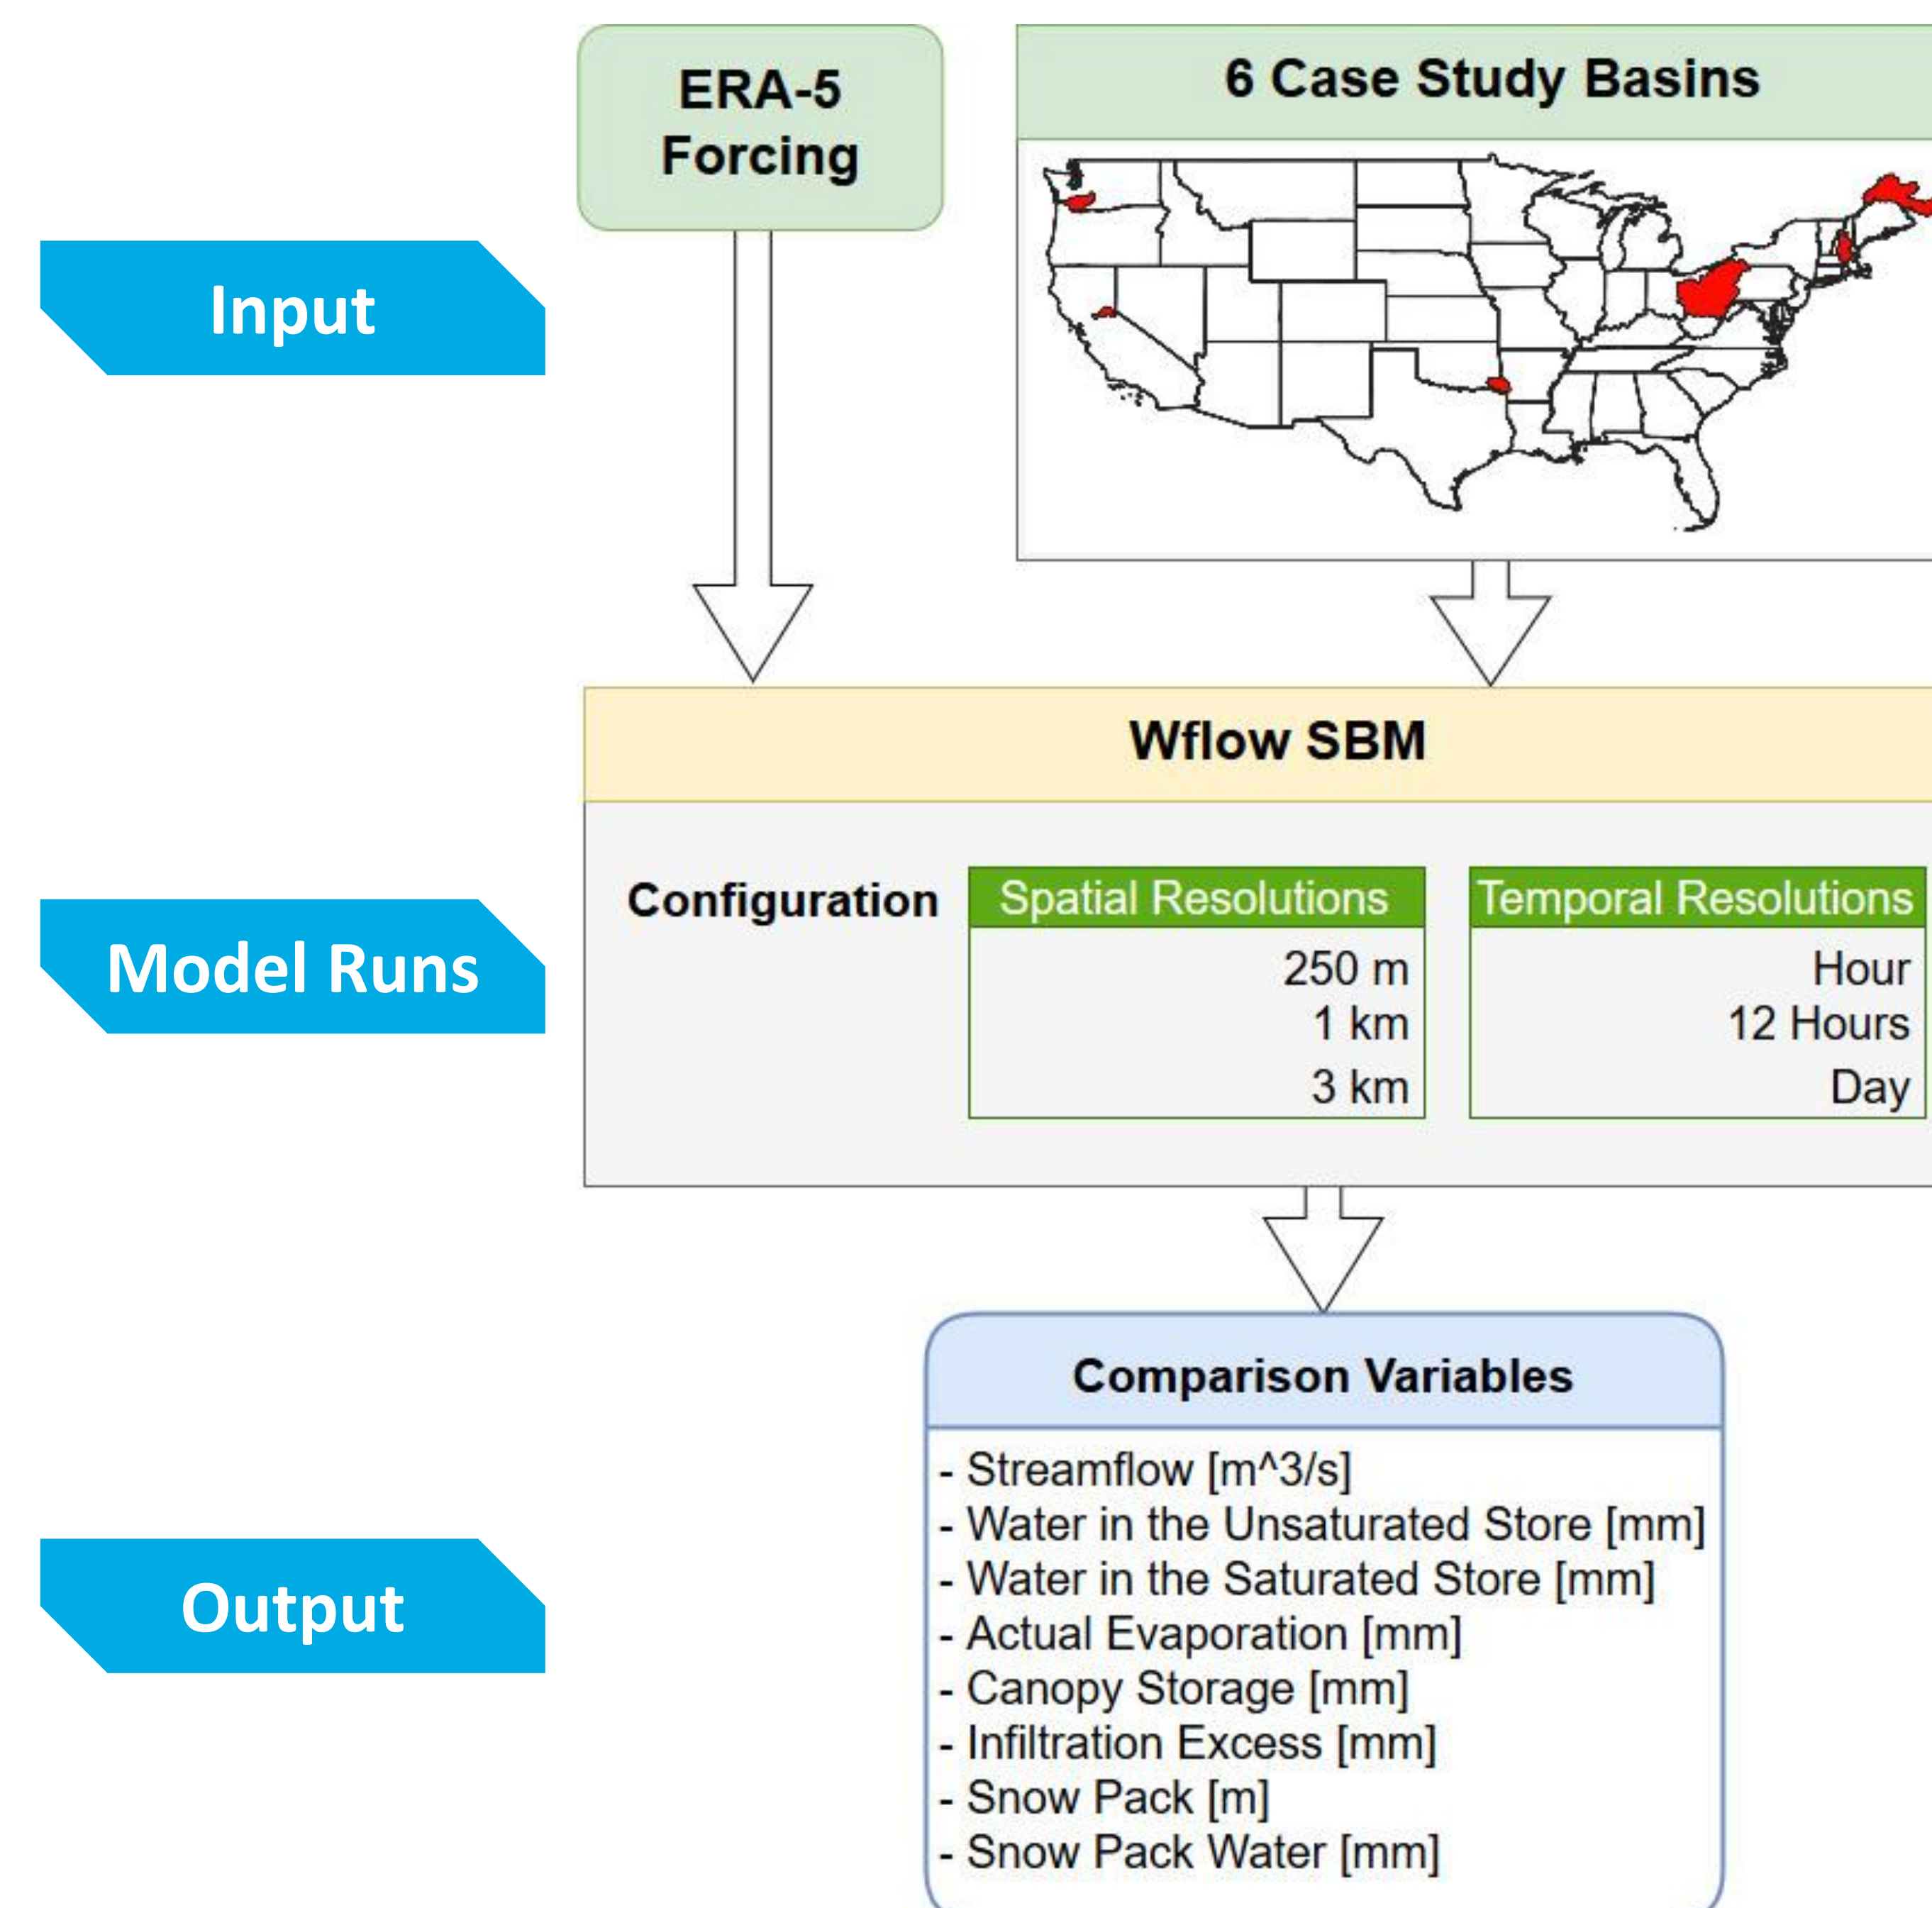 ERA-5
Forcing
6 Case Study Basins
Input
Wflow SBM
Model Runs
Configuration
Spatial Resolutions
250 m
1 km
3 km
Temporal Resolutions
Hour
12 Hours
Day
Output
Comparison Variables
- Streamflow [m^3/s]
- Water in the Unsaturated Store [mm]
- Water in the Saturated Store [mm]
- Actual Evaporation [mm]
- Canopy Storage [mm]
- Infiltration Excess [mm]
- Snow Pack [m]
- Snow Pack Water [mm]